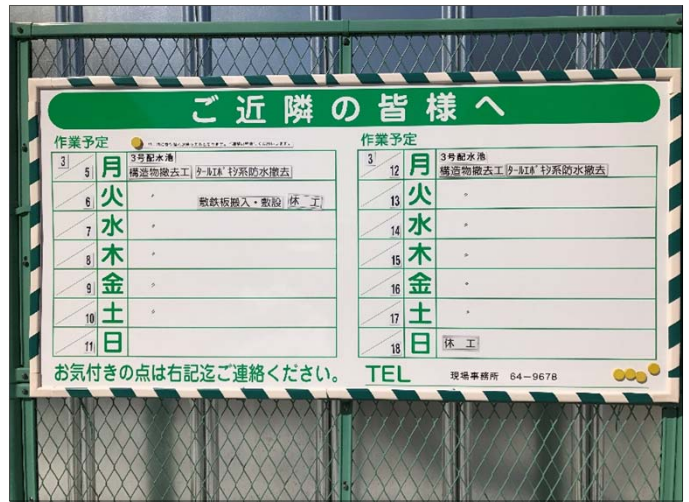 ご近隣の皆様へ
作業予定
3/5 月 3号配水池
構造物撤去工 タールエポキシ系防水撤去
6 火 〃 敷鉄板搬入・敷設 休 工
7 水 〃
8 木 〃
9 金 〃
10 土 〃
11 日
作業予定
3/12 月 3号配水池
構造物撤去工 タールエポキシ系防水撤去
13 火 〃
14 水 〃
15 木 〃
16 金 〃
17 土 〃
18 日 休 工
お気付きの点は右記迄ご連絡ください。
TEL 現場事務所 64-9678